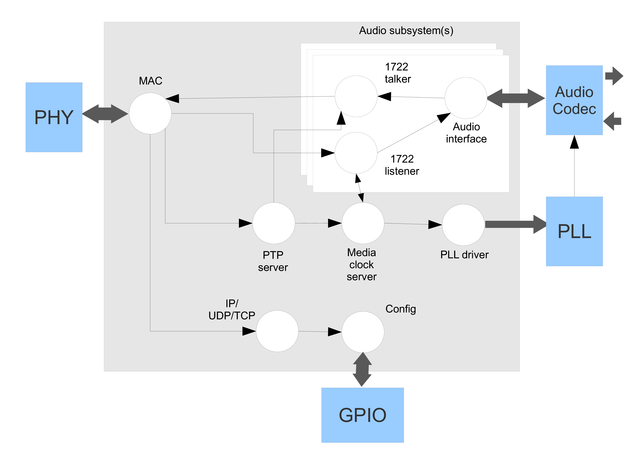 Audio subsystem(s)
MAC
1722
talker
PHY
Audio
Codec
Audio
interface
1722
listener
PTP
server
Media
clock
server
PLL driver
PLL
IP/
UDP/TCP
Config
GPIO